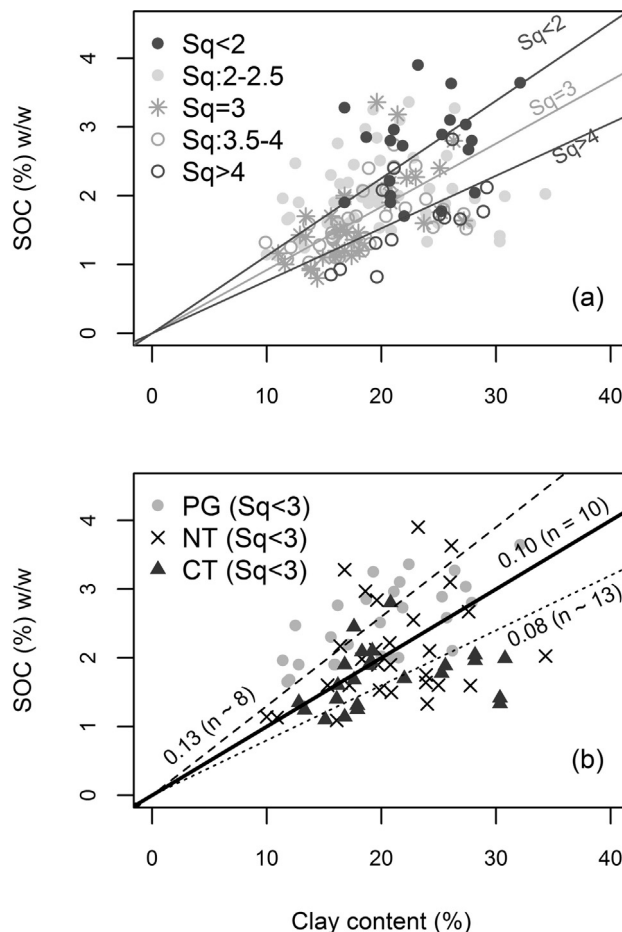 Sq<2
Sq:2-2.5
Sq=3
Sq:3.5-4
Sq>4
Sq<2
Sq=3
Sq>4
(a)
SOC (%) w/w
4
3
2
1
0
0 10 20 30 40
PG (Sq<3)
NT (Sq<3)
CT (Sq<3)
0.10 (n = 10)
0.08 (n ~ 13)
0.13 (n ~ 8)
(b)
SOC (%) w/w
4
3
2
1
0
0 10 20 30 40
Clay content (%)